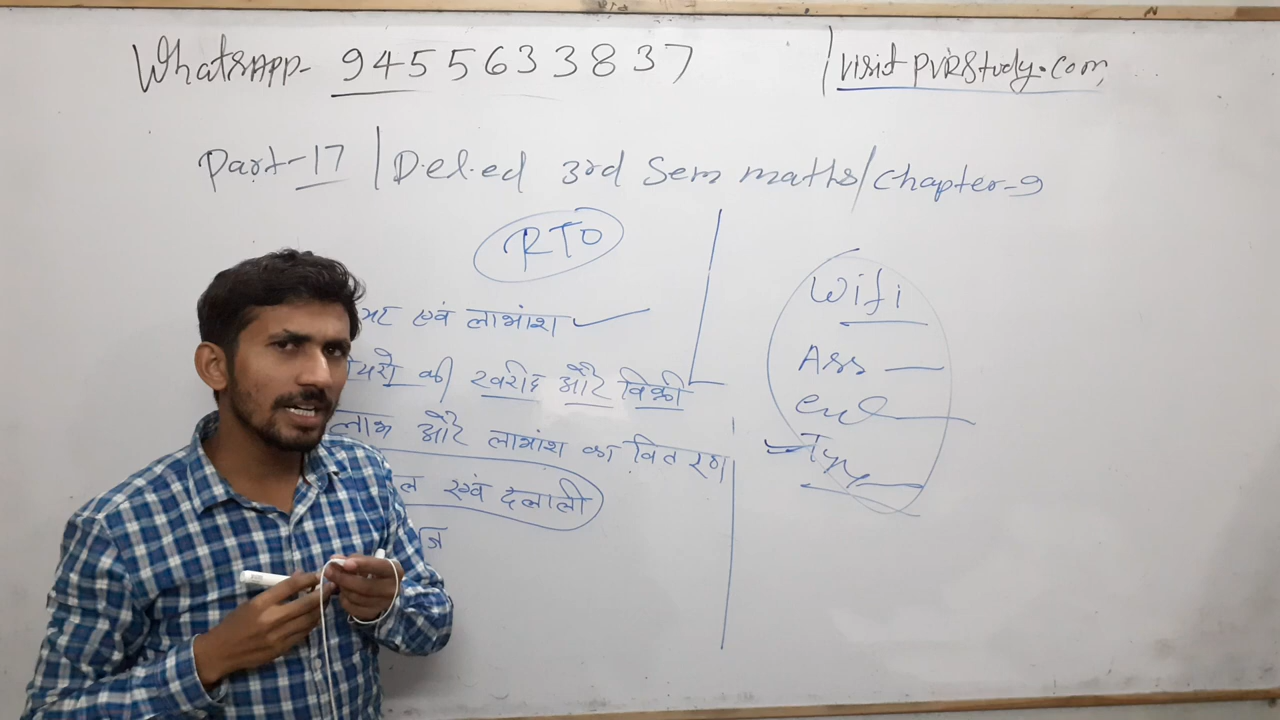 WhatsAPP- 9455633837 | visit PVRStudy.com
Part-17 | D.El.ed 3rd Sem maths / Chapter-9
RTO
एवं लाभांश
की खरीद और बिक्री
लाभ और लाभांश का वितरण
एवं दलाली
Wifi
Ass
Type